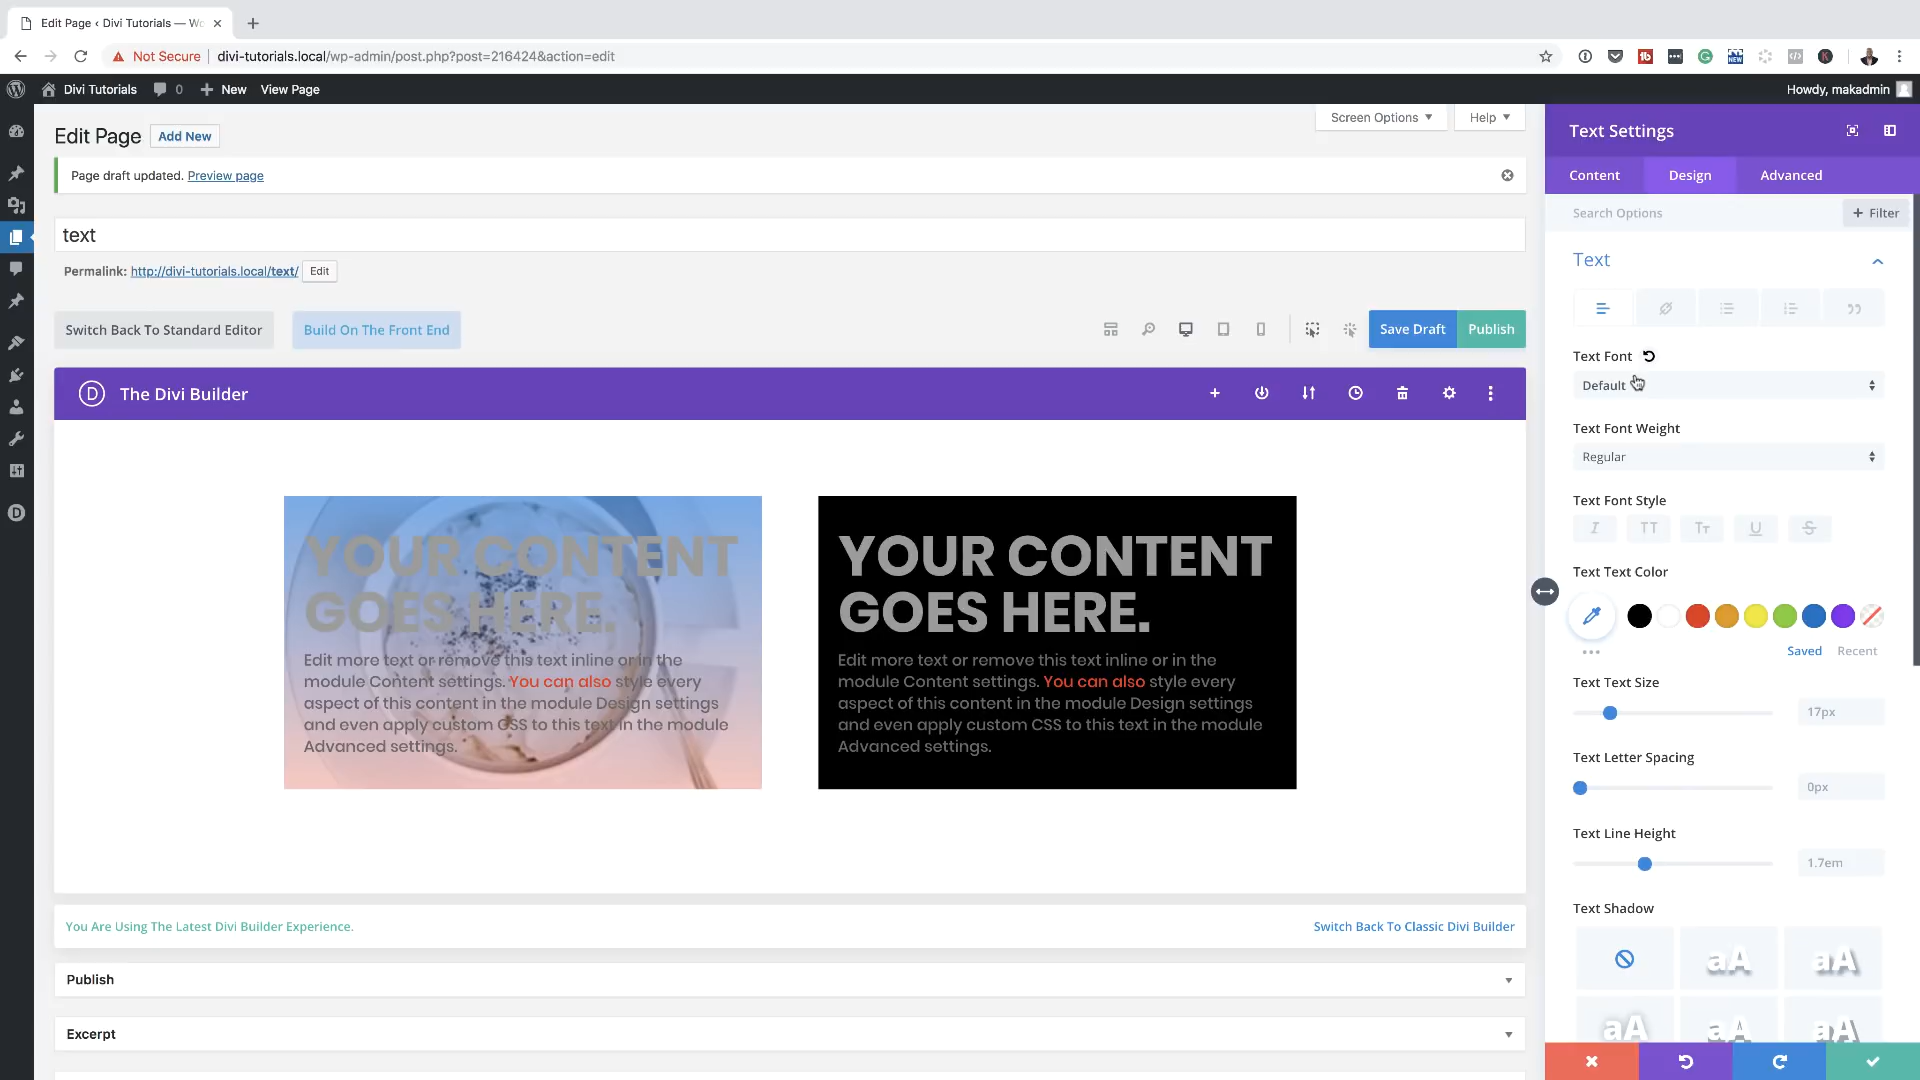 Edit Page ‹ Divi Tutorials — Wo
Not Secure
divi-tutorials.local/wp-admin/post.php?post=216424&action=edit
Divi Tutorials
0
New
View Page
Howdy, makadmin
Edit Page
Add New
Screen Options
Help
Page draft updated. Preview page
text
Permalink: http://divi-tutorials.local/text/
Edit
Switch Back To Standard Editor
Build On The Front End
Save Draft
Publish
D
The Divi Builder
YOUR CONTENT
GOES HERE.
Edit more text or remove this text inline or in the
module Content settings. You can also style every
aspect of this content in the module Design settings
and even apply custom CSS to this text in the module
Advanced settings.
YOUR CONTENT
GOES HERE.
Edit more text or remove this text inline or in the
module Content settings. You can also style every
aspect of this content in the module Design settings
and even apply custom CSS to this text in the module
Advanced settings.
You Are Using The Latest Divi Builder Experience.
Switch Back To Classic Divi Builder
Publish
Excerpt
Text Settings
Content
Design
Advanced
Search Options
+ Filter
Text
Text Font
Default
Text Font Weight
Regular
Text Font Style
I
TT
Tт
U
S
Text Text Color
Saved
Recent
Text Text Size
17px
Text Letter Spacing
0px
Text Line Height
1.7em
Text Shadow
aA
aA
aA
aA
aA